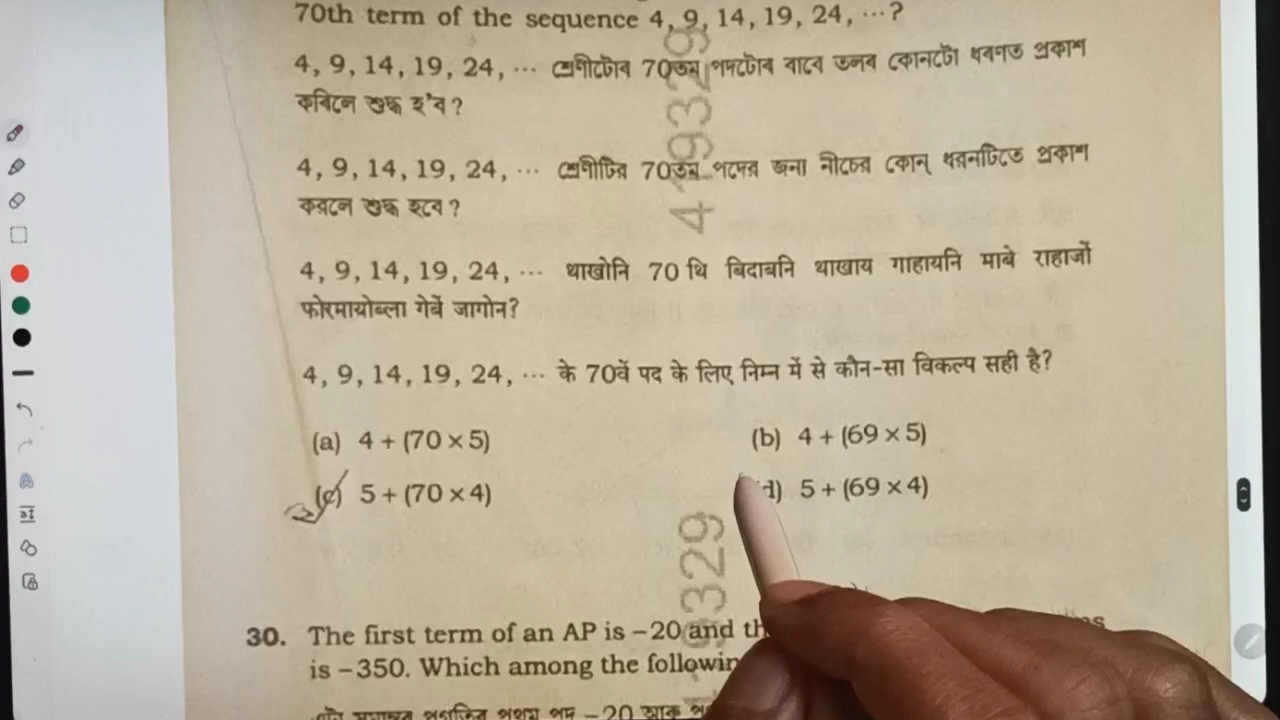 70th term of the sequence 4, 9, 14, 19, 24, ⋯?
4, 9, 14, 19, 24, ⋯ শ্ৰেণীটোৰ 70তম পদটোৰ বাবে তলৰ কোনটো ধৰণত প্ৰকাশ
কৰিলে শুদ্ধ হ'ব?
4, 9, 14, 19, 24, ⋯ শ্রেণীটির 70তম পদের জন্য নীচের কোন্ ধরনটিতে প্রকাশ
করলে শুদ্ধ হবে?
4, 9, 14, 19, 24, ⋯ थाखोनि 70 थि बिदाबनि थाखाय गाहायनि माबे राहाजों
फोरमायोब्ला गेबें जागोन?
4, 9, 14, 19, 24, ⋯ के 70वें पद के लिए निम्न में से कौन-सा विकल्प सही है?
(a) 4 + (70 × 5)
(b) 4 + (69 × 5)
(c) 5 + (70 × 4)
(d) 5 + (69 × 4)
30. The first term of an AP is –20 and
is –350. Which among the